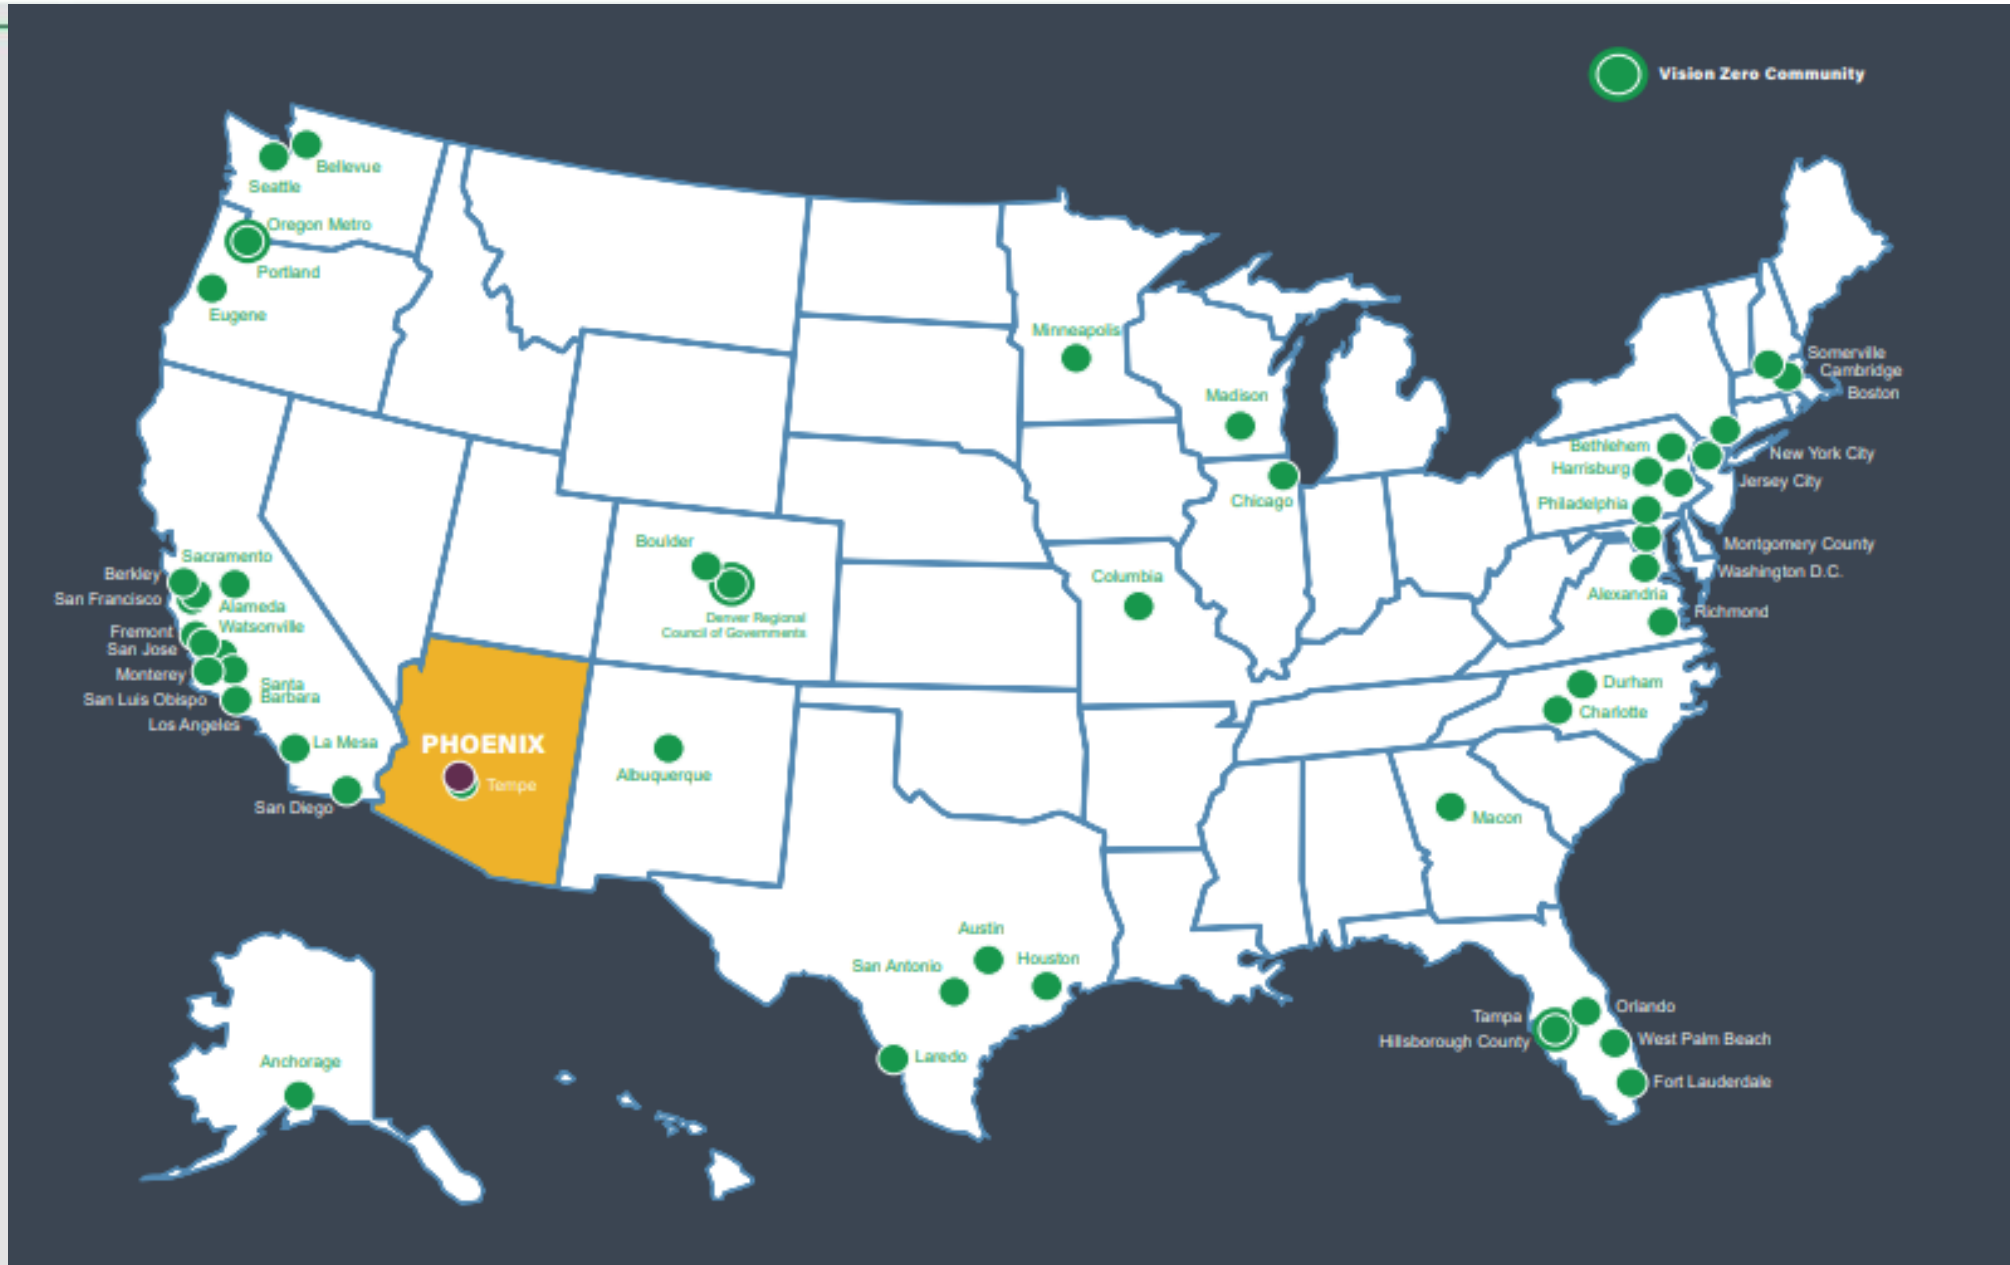 Vision Zero Community
Bellevue
Seattle
Oregon Metro
Portland
Eugene
Minneapolis
Madison
Chicago
Somerville
Cambridge
Boston
Bethlehem
New York City
Harrisburg
Jersey City
Philadelphia
Montgomery County
Washington D.C.
Alexandria
Richmond
Sacramento
Berkley
San Francisco
Alameda
Watsonville
Fremont
San Jose
Monterey
Santa
Barbara
San Luis Obispo
Los Angeles
La Mesa
San Diego
Boulder
Denver Regional
Council of Governments
Columbia
PHOENIX
Tempe
Albuquerque
Durham
Charlotte
Macon
Austin
San Antonio
Houston
Laredo
Tampa
Hillsborough County
Orlando
West Palm Beach
Fort Lauderdale
Anchorage